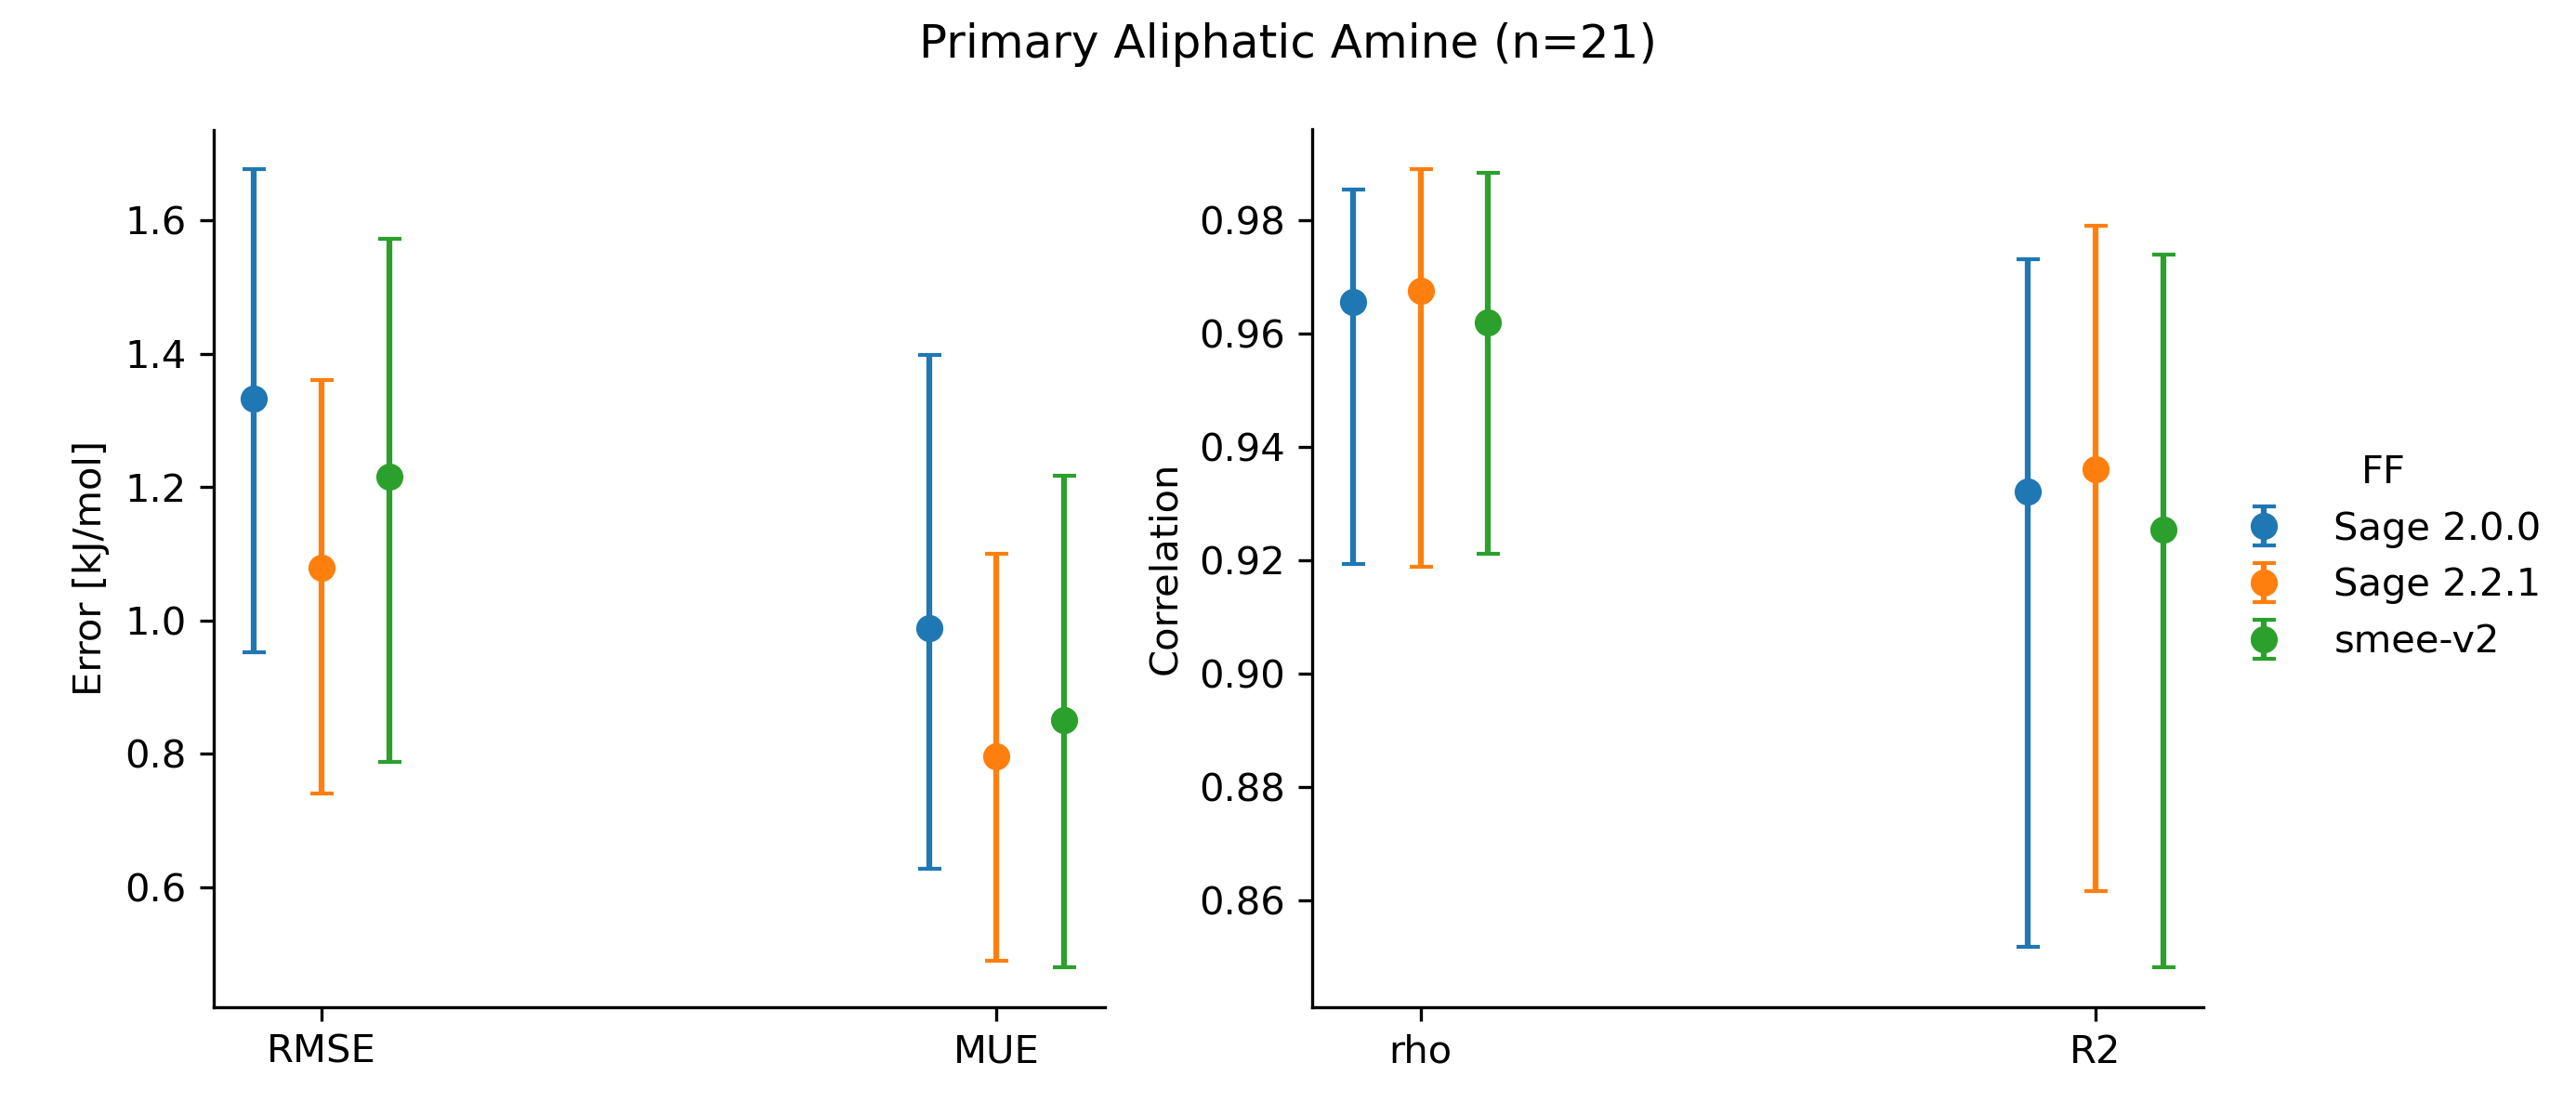 Primary Aliphatic Amine (n=21)
Error [kJ/mol]
1.6
1.4
1.2
1.0
0.8
0.6
RMSE
MUE
Correlation
0.98
0.96
0.94
0.92
0.90
0.88
0.86
rho
R2
FF
Sage 2.0.0
Sage 2.2.1
smee-v2